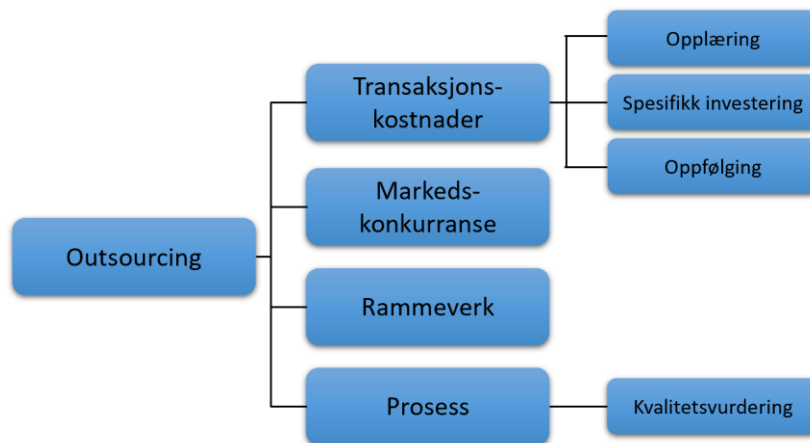 Outsourcing
Transaksjons-
kostnader
Opplæring
Spesifikk investering
Oppfølging
Markeds-
konkurranse
Rammeverk
Prosess
Kvalitetsvurdering